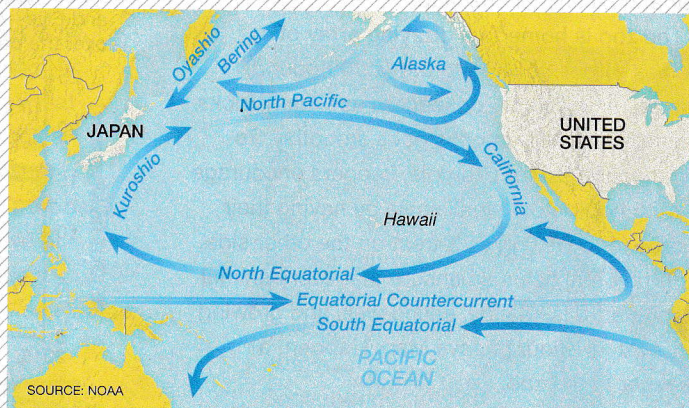 Oyashio
Bering
Alaska
North Pacific
JAPAN
UNITED
STATES
Kuroshio
California
Hawaii
North Equatorial
Equatorial Countercurrent
South Equatorial
PACIFIC
OCEAN
SOURCE: NOAA